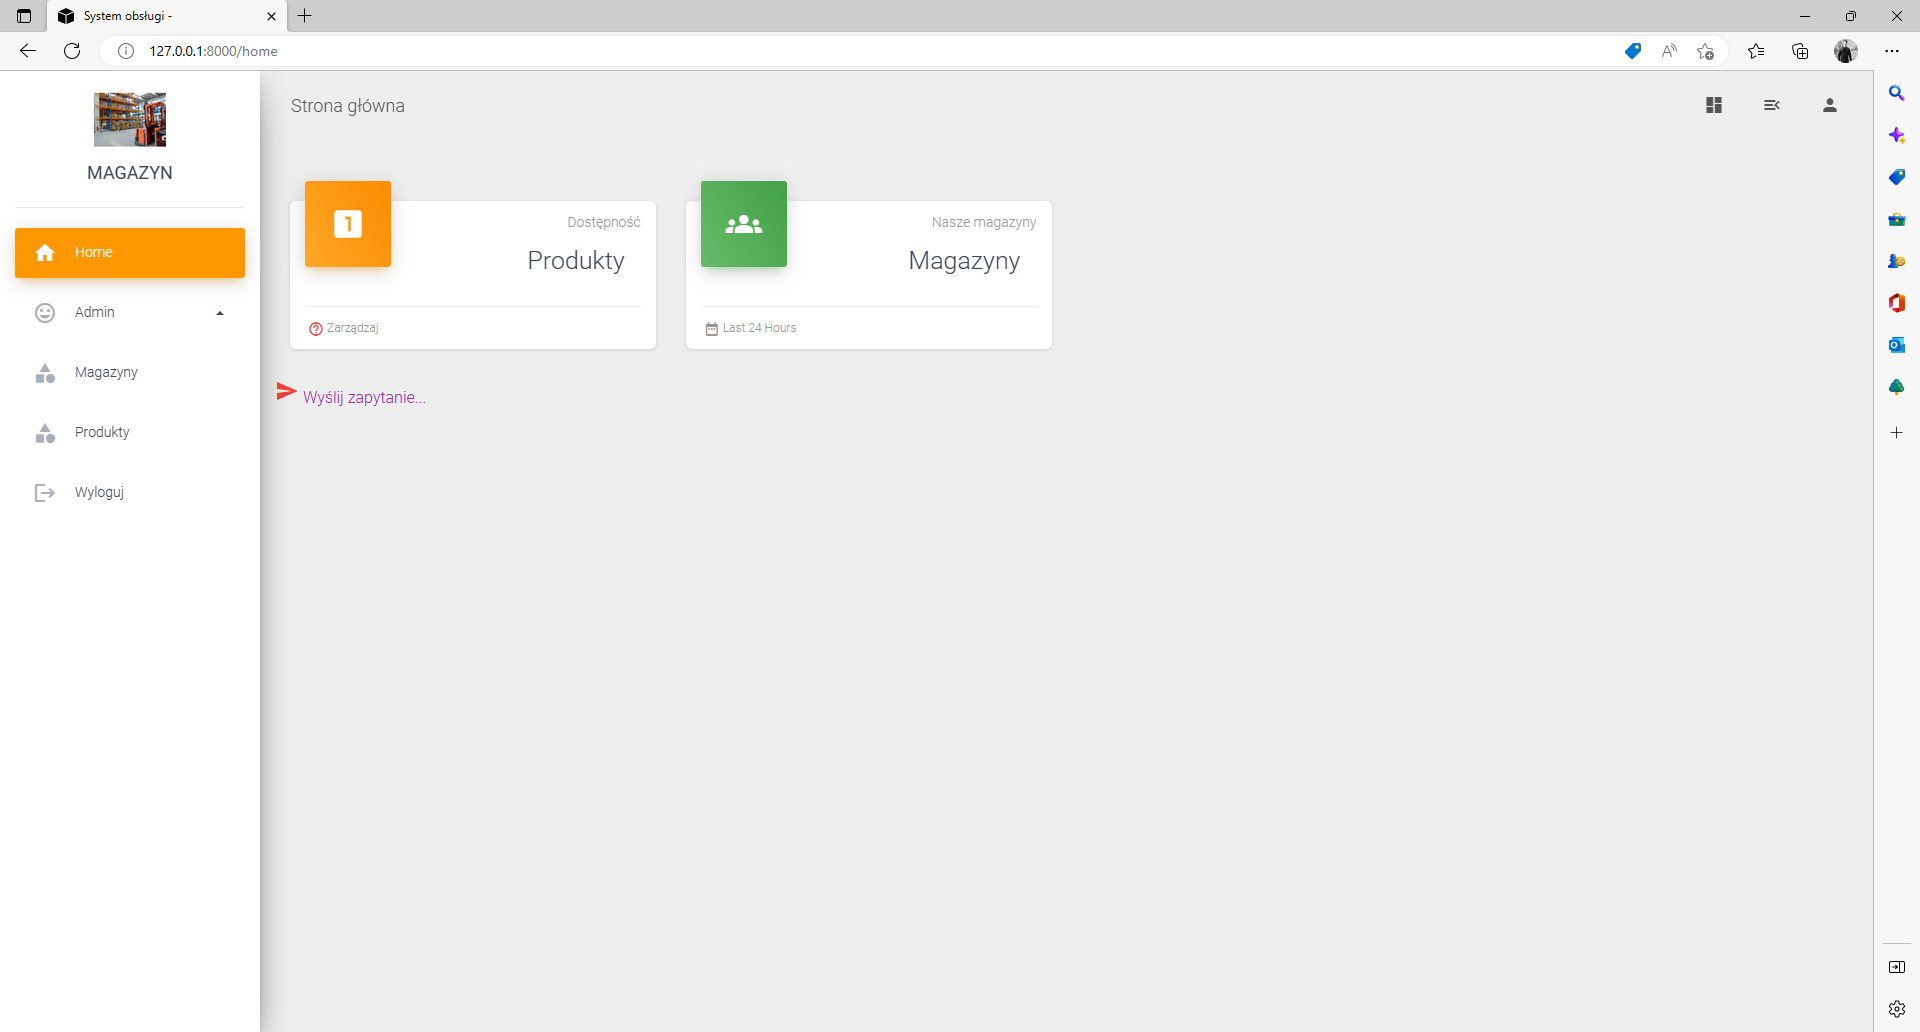 System obsługi -
127.0.0.1:8000/home
MAGAZYN
Strona główna
Home
Admin
Magazyny
Produkty
Wyloguj
Dostępność
Produkty
Zarządzaj
Nasze magazyny
Magazyny
Last 24 Hours
Wyślij zapytanie...